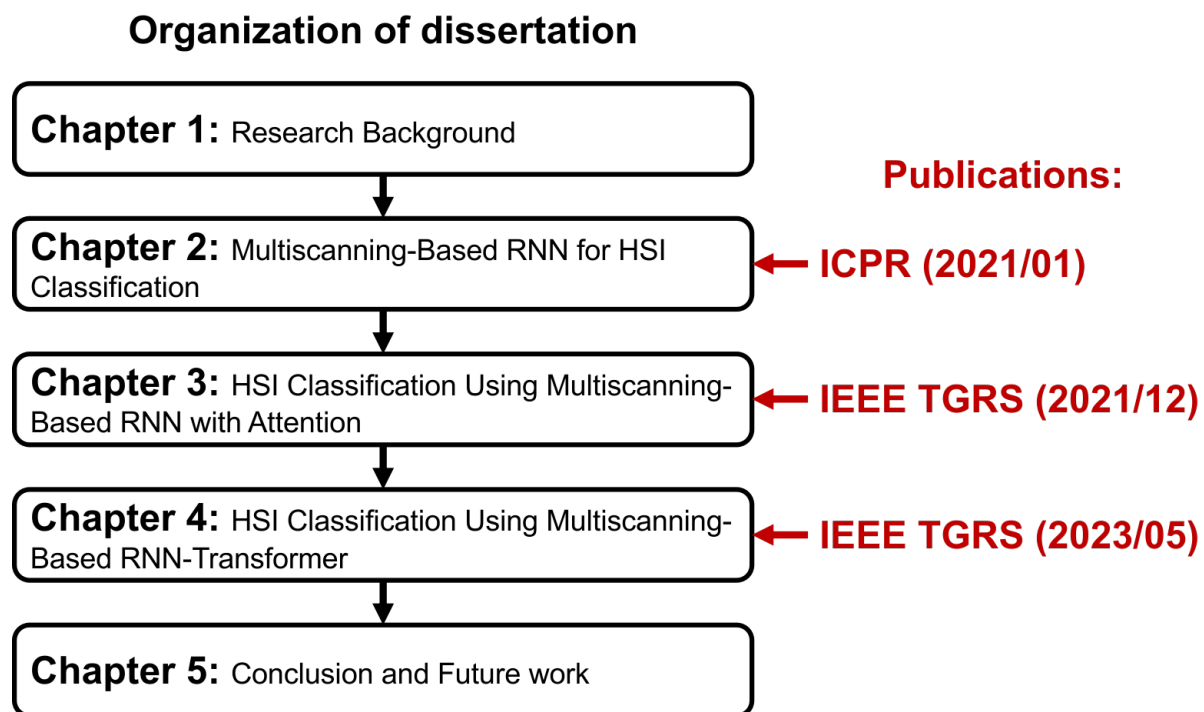 Organization of dissertation
Chapter 1: Research Background
Publications:
Chapter 2: Multiscanning-Based RNN for HSI
Classification
ICPR (2021/01)
Chapter 3: HSI Classification Using Multiscanning-
Based RNN with Attention
IEEE TGRS (2021/12)
Chapter 4: HSI Classification Using Multiscanning-
Based RNN-Transformer
IEEE TGRS (2023/05)
Chapter 5: Conclusion and Future work